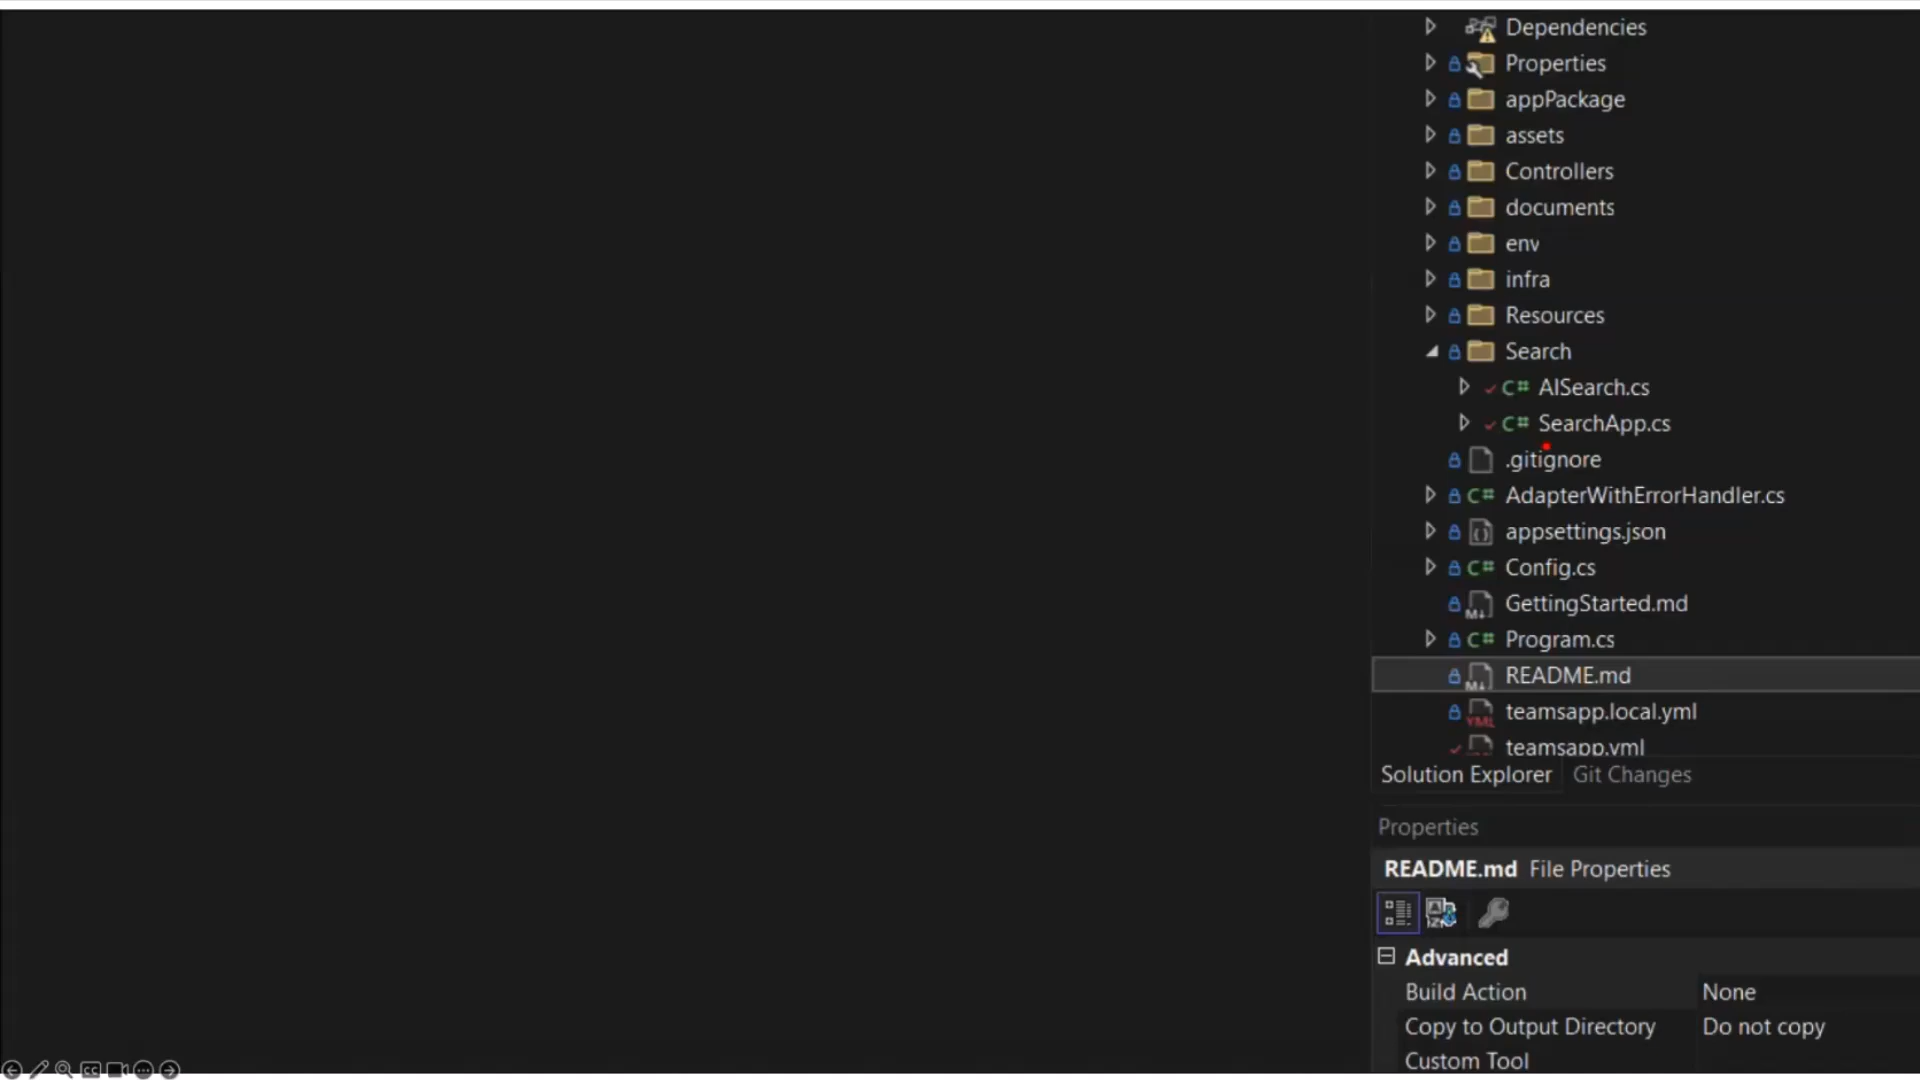 Dependencies
Properties
appPackage
assets
Controllers
documents
env
infra
Resources
Search
C# AISearch.cs
C# SearchApp.cs
.gitignore
C# AdapterWithErrorHandler.cs
appsettings.json
C# Config.cs
M↓ GettingStarted.md
C# Program.cs
M↓ README.md
YML teamsapp.local.yml
teamsapp.yml
Solution Explorer Git Changes
Properties
README.md File Properties
Advanced
Build Action None
Copy to Output Directory Do not copy
Custom Tool
CC